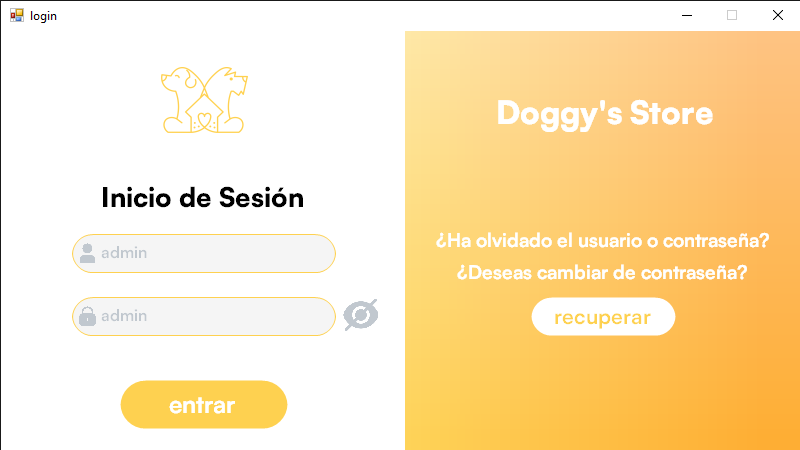 login
Inicio de Sesión
admin
admin
entrar
Doggy's Store
¿Ha olvidado el usuario o contraseña?
¿Deseas cambiar de contraseña?
recuperar